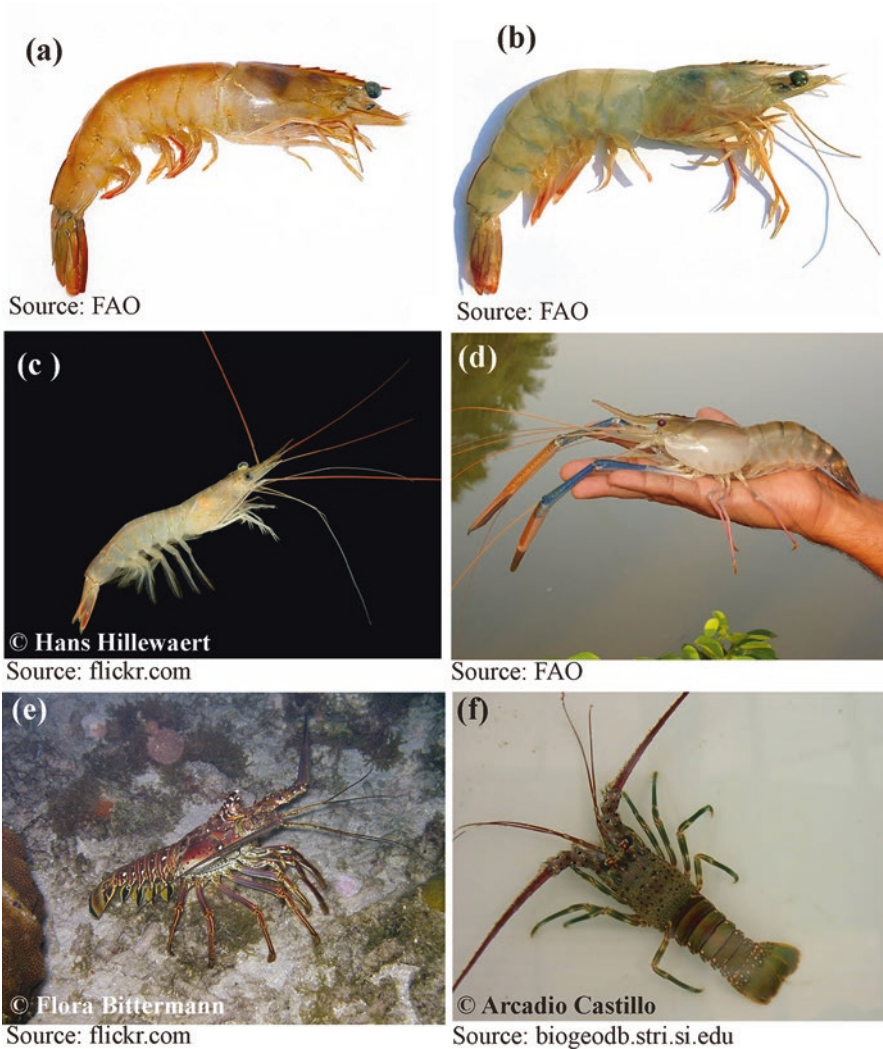 (a)
(b)
Source: FAO
Source: FAO
(c )
(d)
© Hans Hillewaert
Source: flickr.com
Source: FAO
(e)
(f)
© Flora Bittermann
© Arcadio Castillo
Source: flickr.com
Source: biogeodb.stri.si.edu